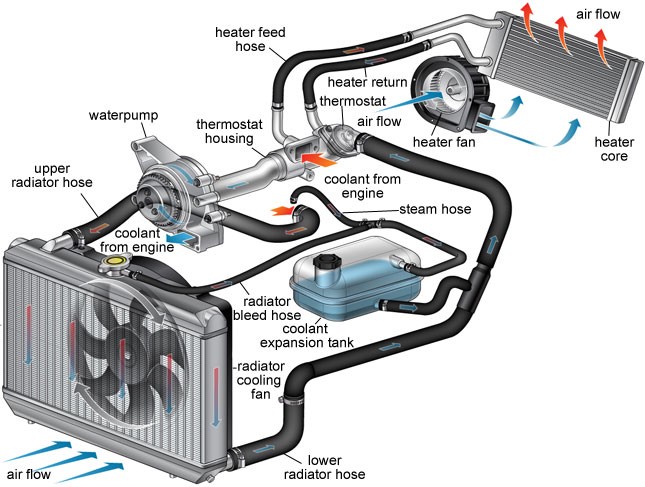 air flow
heater feed
hose
heater return
thermostat
air flow
heater fan
heater
core
waterpump
thermostat
housing
upper
radiator hose
coolant from
engine
steam hose
coolant
from engine
radiator
bleed hose
coolant
expansion tank
radiator
cooling
fan
lower
radiator hose
air flow